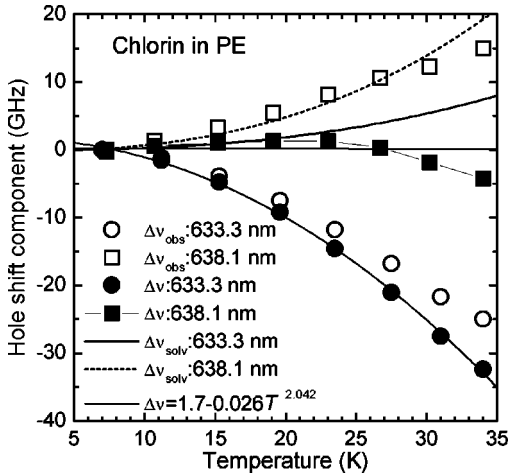 Chlorin in PE
Hole shift component (GHz)
20
10
0
-10
-20
-30
-40
Δν_obs:633.3 nm
Δν_obs:638.1 nm
Δν:633.3 nm
Δν:638.1 nm
Δν_solv:633.3 nm
Δν_solv:638.1 nm
Δν=1.7-0.026T^2.042
5 10 15 20 25 30 35
Temperature (K)